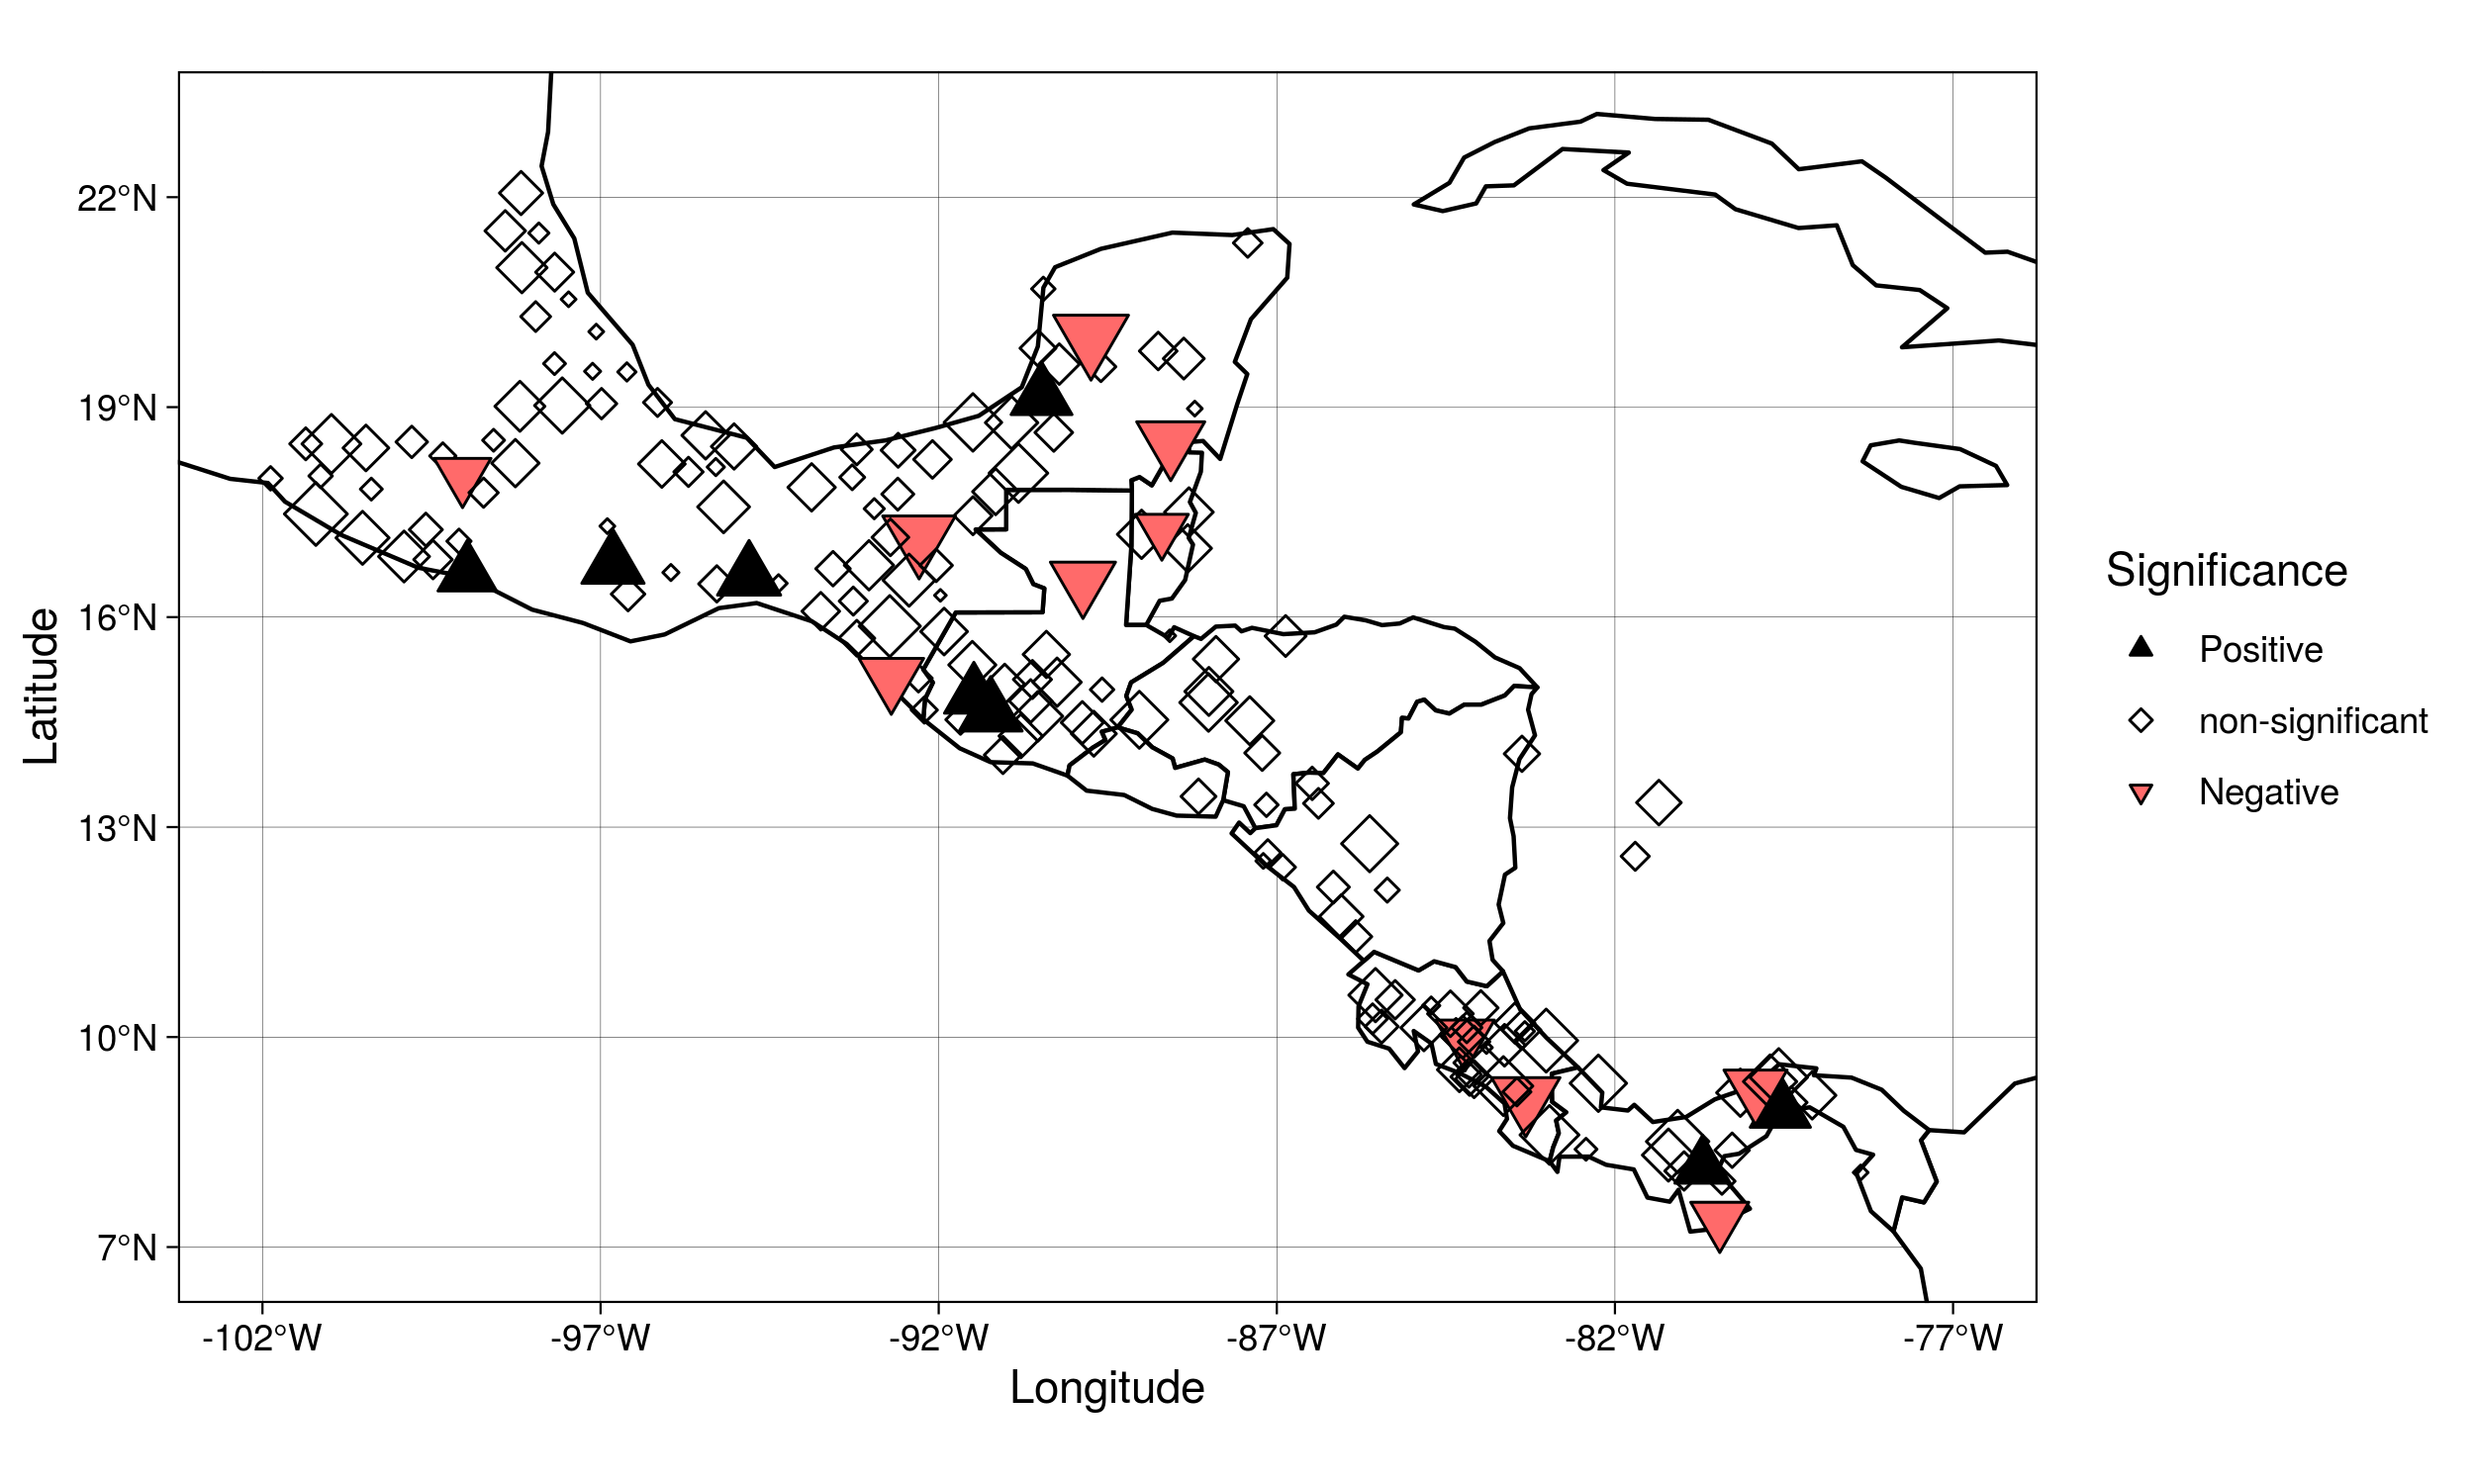 22°N
19°N
16°N
13°N
10°N
7°N
Latitude
-102°W
-97°W
-92°W
-87°W
-82°W
-77°W
Longitude
Significance
Positive
non-significant
Negative